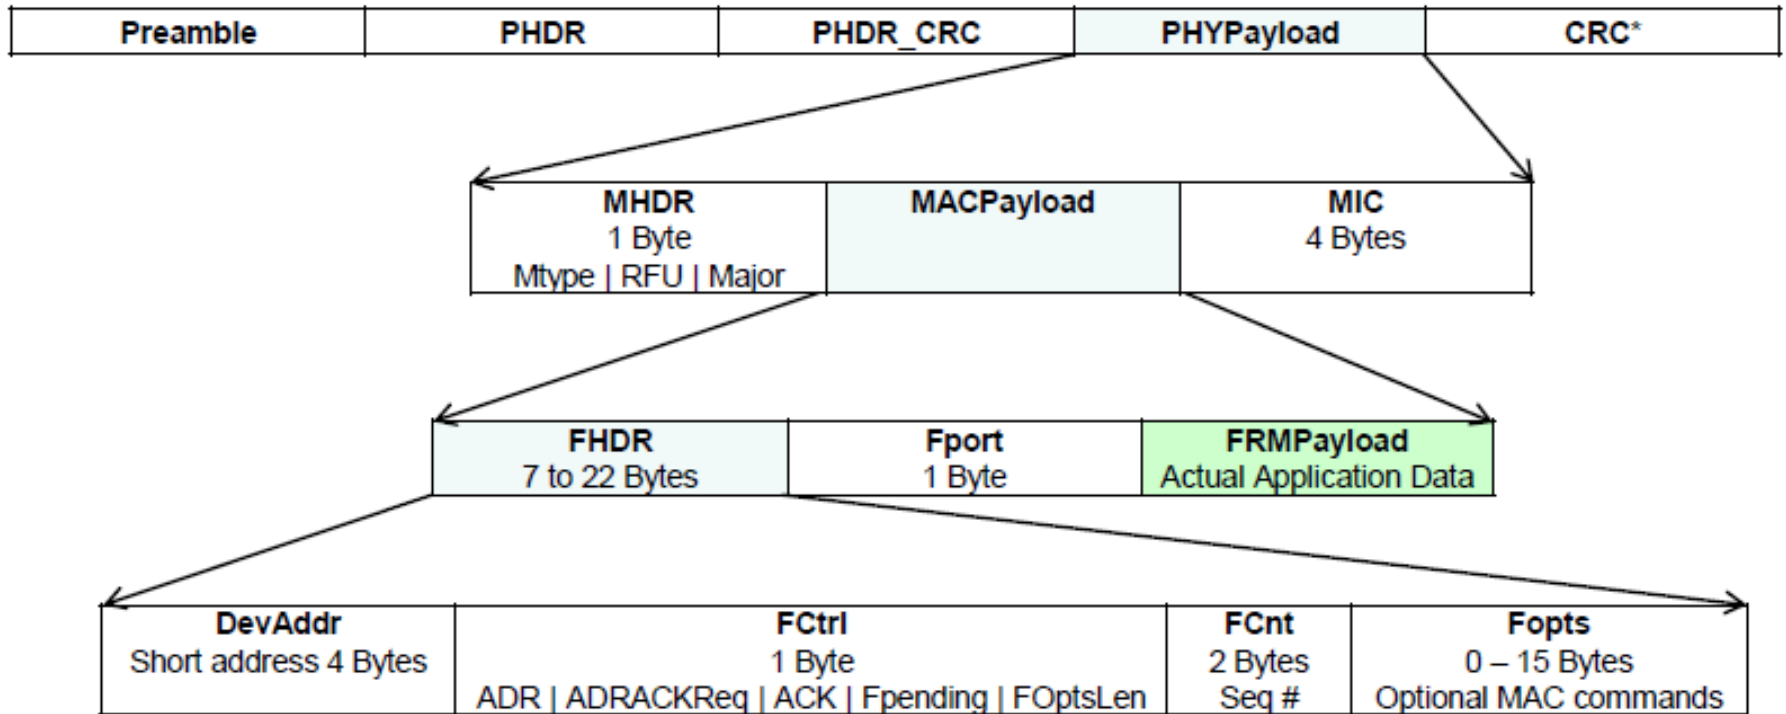 Preamble PHDR PHDR_CRC PHYPayload CRC*
MHDR MACPayload MIC
1 Byte 4 Bytes
Mtype | RFU | Major
FHDR Fport FRMPayload
7 to 22 Bytes 1 Byte Actual Application Data
DevAddr FCtrl FCnt Fopts
Short address 4 Bytes 1 Byte 2 Bytes 0 – 15 Bytes
ADR | ADRACKReq | ACK | Fpending | FOptsLen Seq # Optional MAC commands